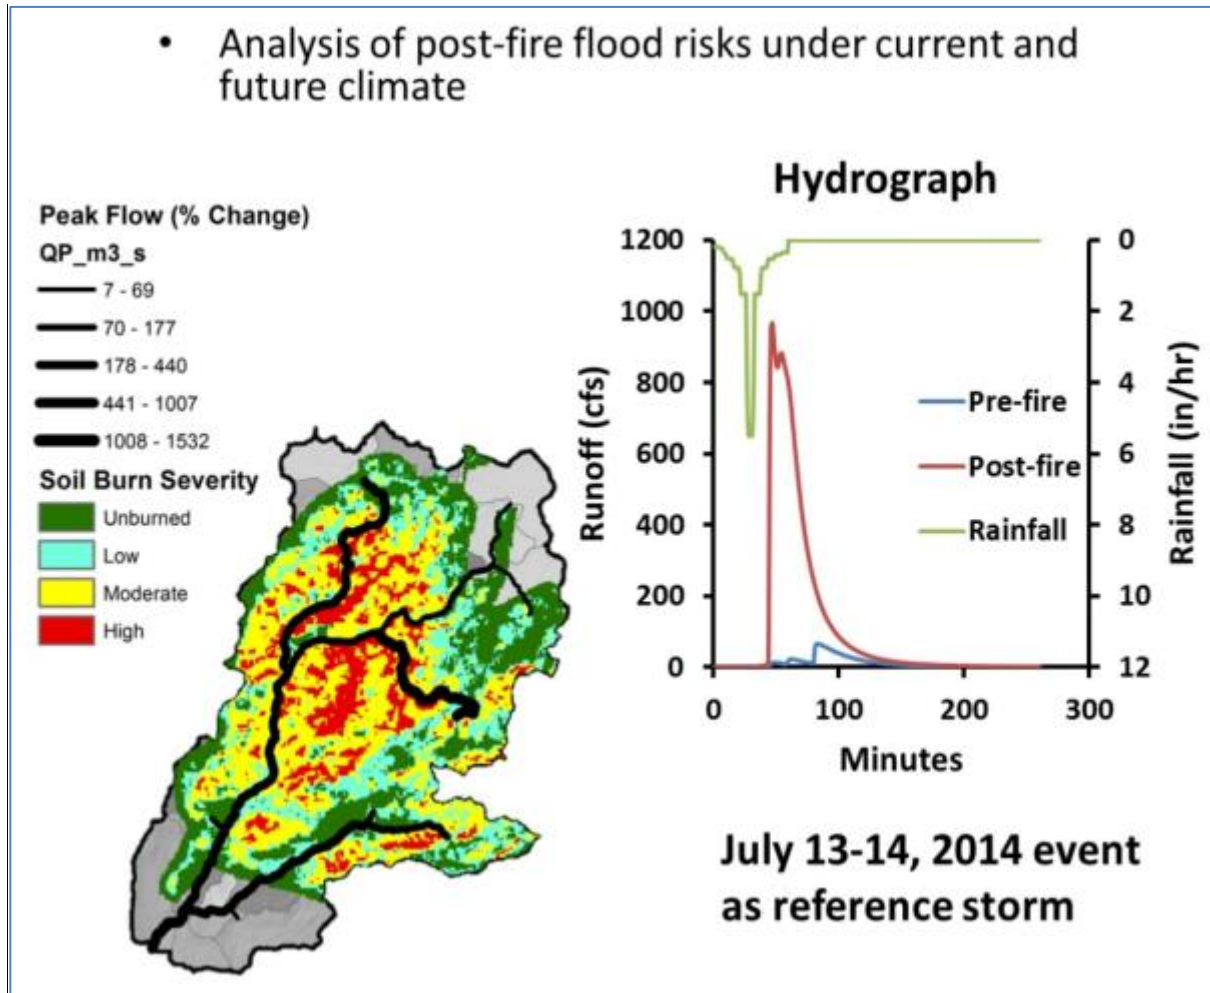 • Analysis of post-fire flood risks under current and
future climate
Peak Flow (% Change)
QP_m3_s
7 - 69
70 - 177
178 - 440
441 - 1007
1008 - 1532
Soil Burn Severity
Unburned
Low
Moderate
High
Hydrograph
Runoff (cfs)
1200
1000
800
600
400
200
0
0
100
200
300
Minutes
0
2
4
6
8
10
12
Rainfall (in/hr)
Pre-fire
Post-fire
Rainfall
July 13-14, 2014 event
as reference storm